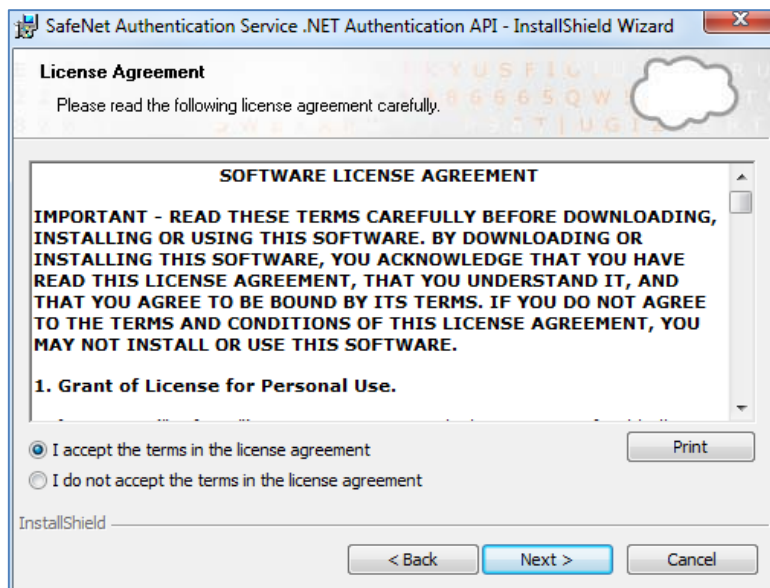 SafeNet Authentication Service .NET Authentication API - InstallShield Wizard
License Agreement
Please read the following license agreement carefully.
SOFTWARE LICENSE AGREEMENT
IMPORTANT - READ THESE TERMS CAREFULLY BEFORE DOWNLOADING,
INSTALLING OR USING THIS SOFTWARE. BY DOWNLOADING OR
INSTALLING THIS SOFTWARE, YOU ACKNOWLEDGE THAT YOU HAVE
READ THIS LICENSE AGREEMENT, THAT YOU UNDERSTAND IT, AND
THAT YOU AGREE TO BE BOUND BY ITS TERMS. IF YOU DO NOT AGREE
TO THE TERMS AND CONDITIONS OF THIS LICENSE AGREEMENT, YOU
MAY NOT INSTALL OR USE THIS SOFTWARE.
1. Grant of License for Personal Use.
I accept the terms in the license agreement
Print
I do not accept the terms in the license agreement
InstallShield
< Back
Next >
Cancel